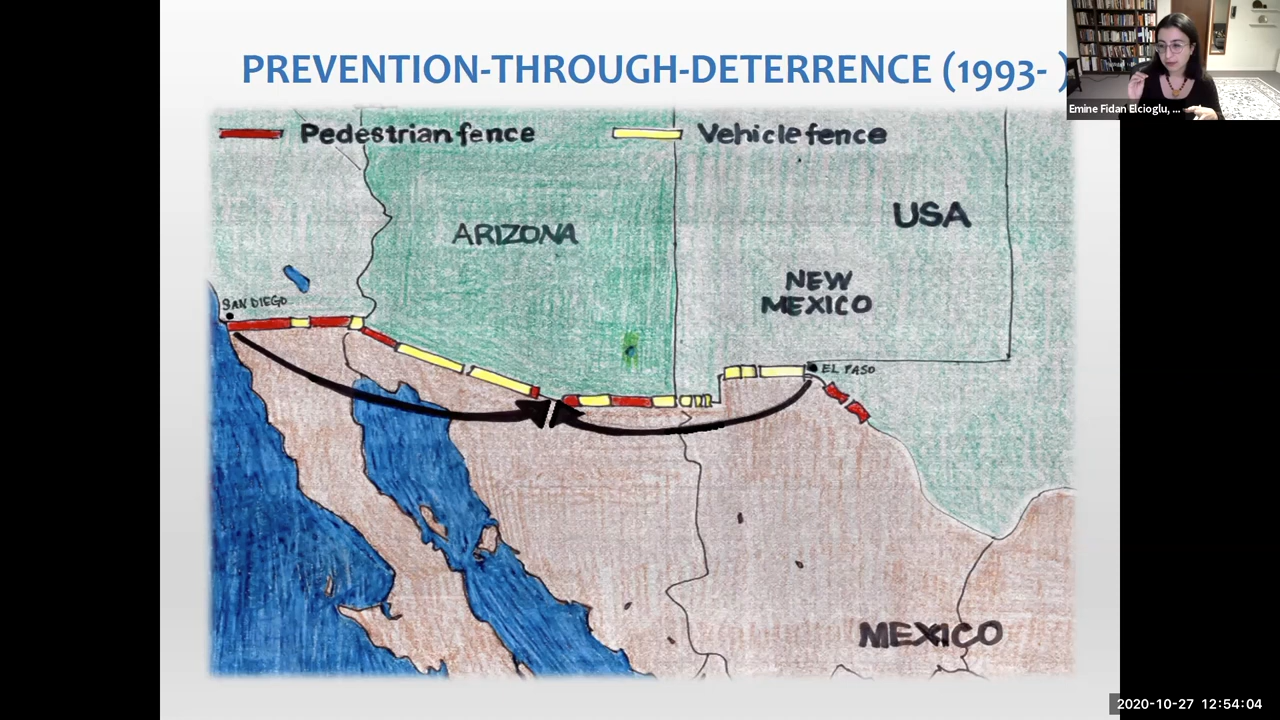 PREVENTION-THROUGH-DETERRENCE (1993- )
Emine Fidan Elcioglu, ...
Pedestrian fence
Vehicle fence
ARIZONA
USA
NEW
MEXICO
SAN DIEGO
EL PASO
MEXICO
2020-10-27 12:54:04